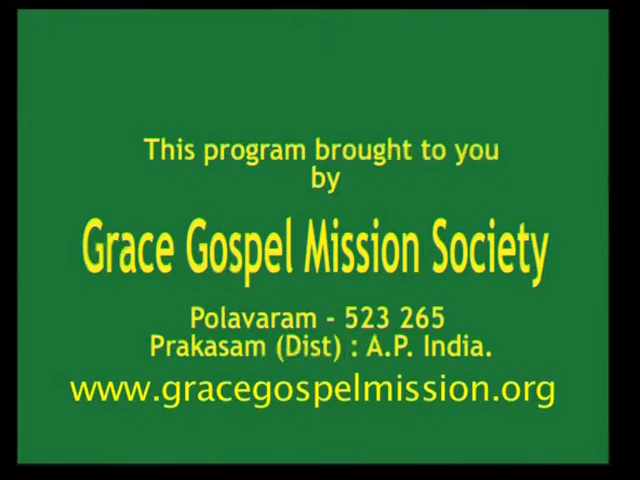 This program brought to you
by
Grace Gospel Mission Society
Polavaram - 523 265
Prakasam (Dist) : A.P. India.
www.gracegospelmission.org